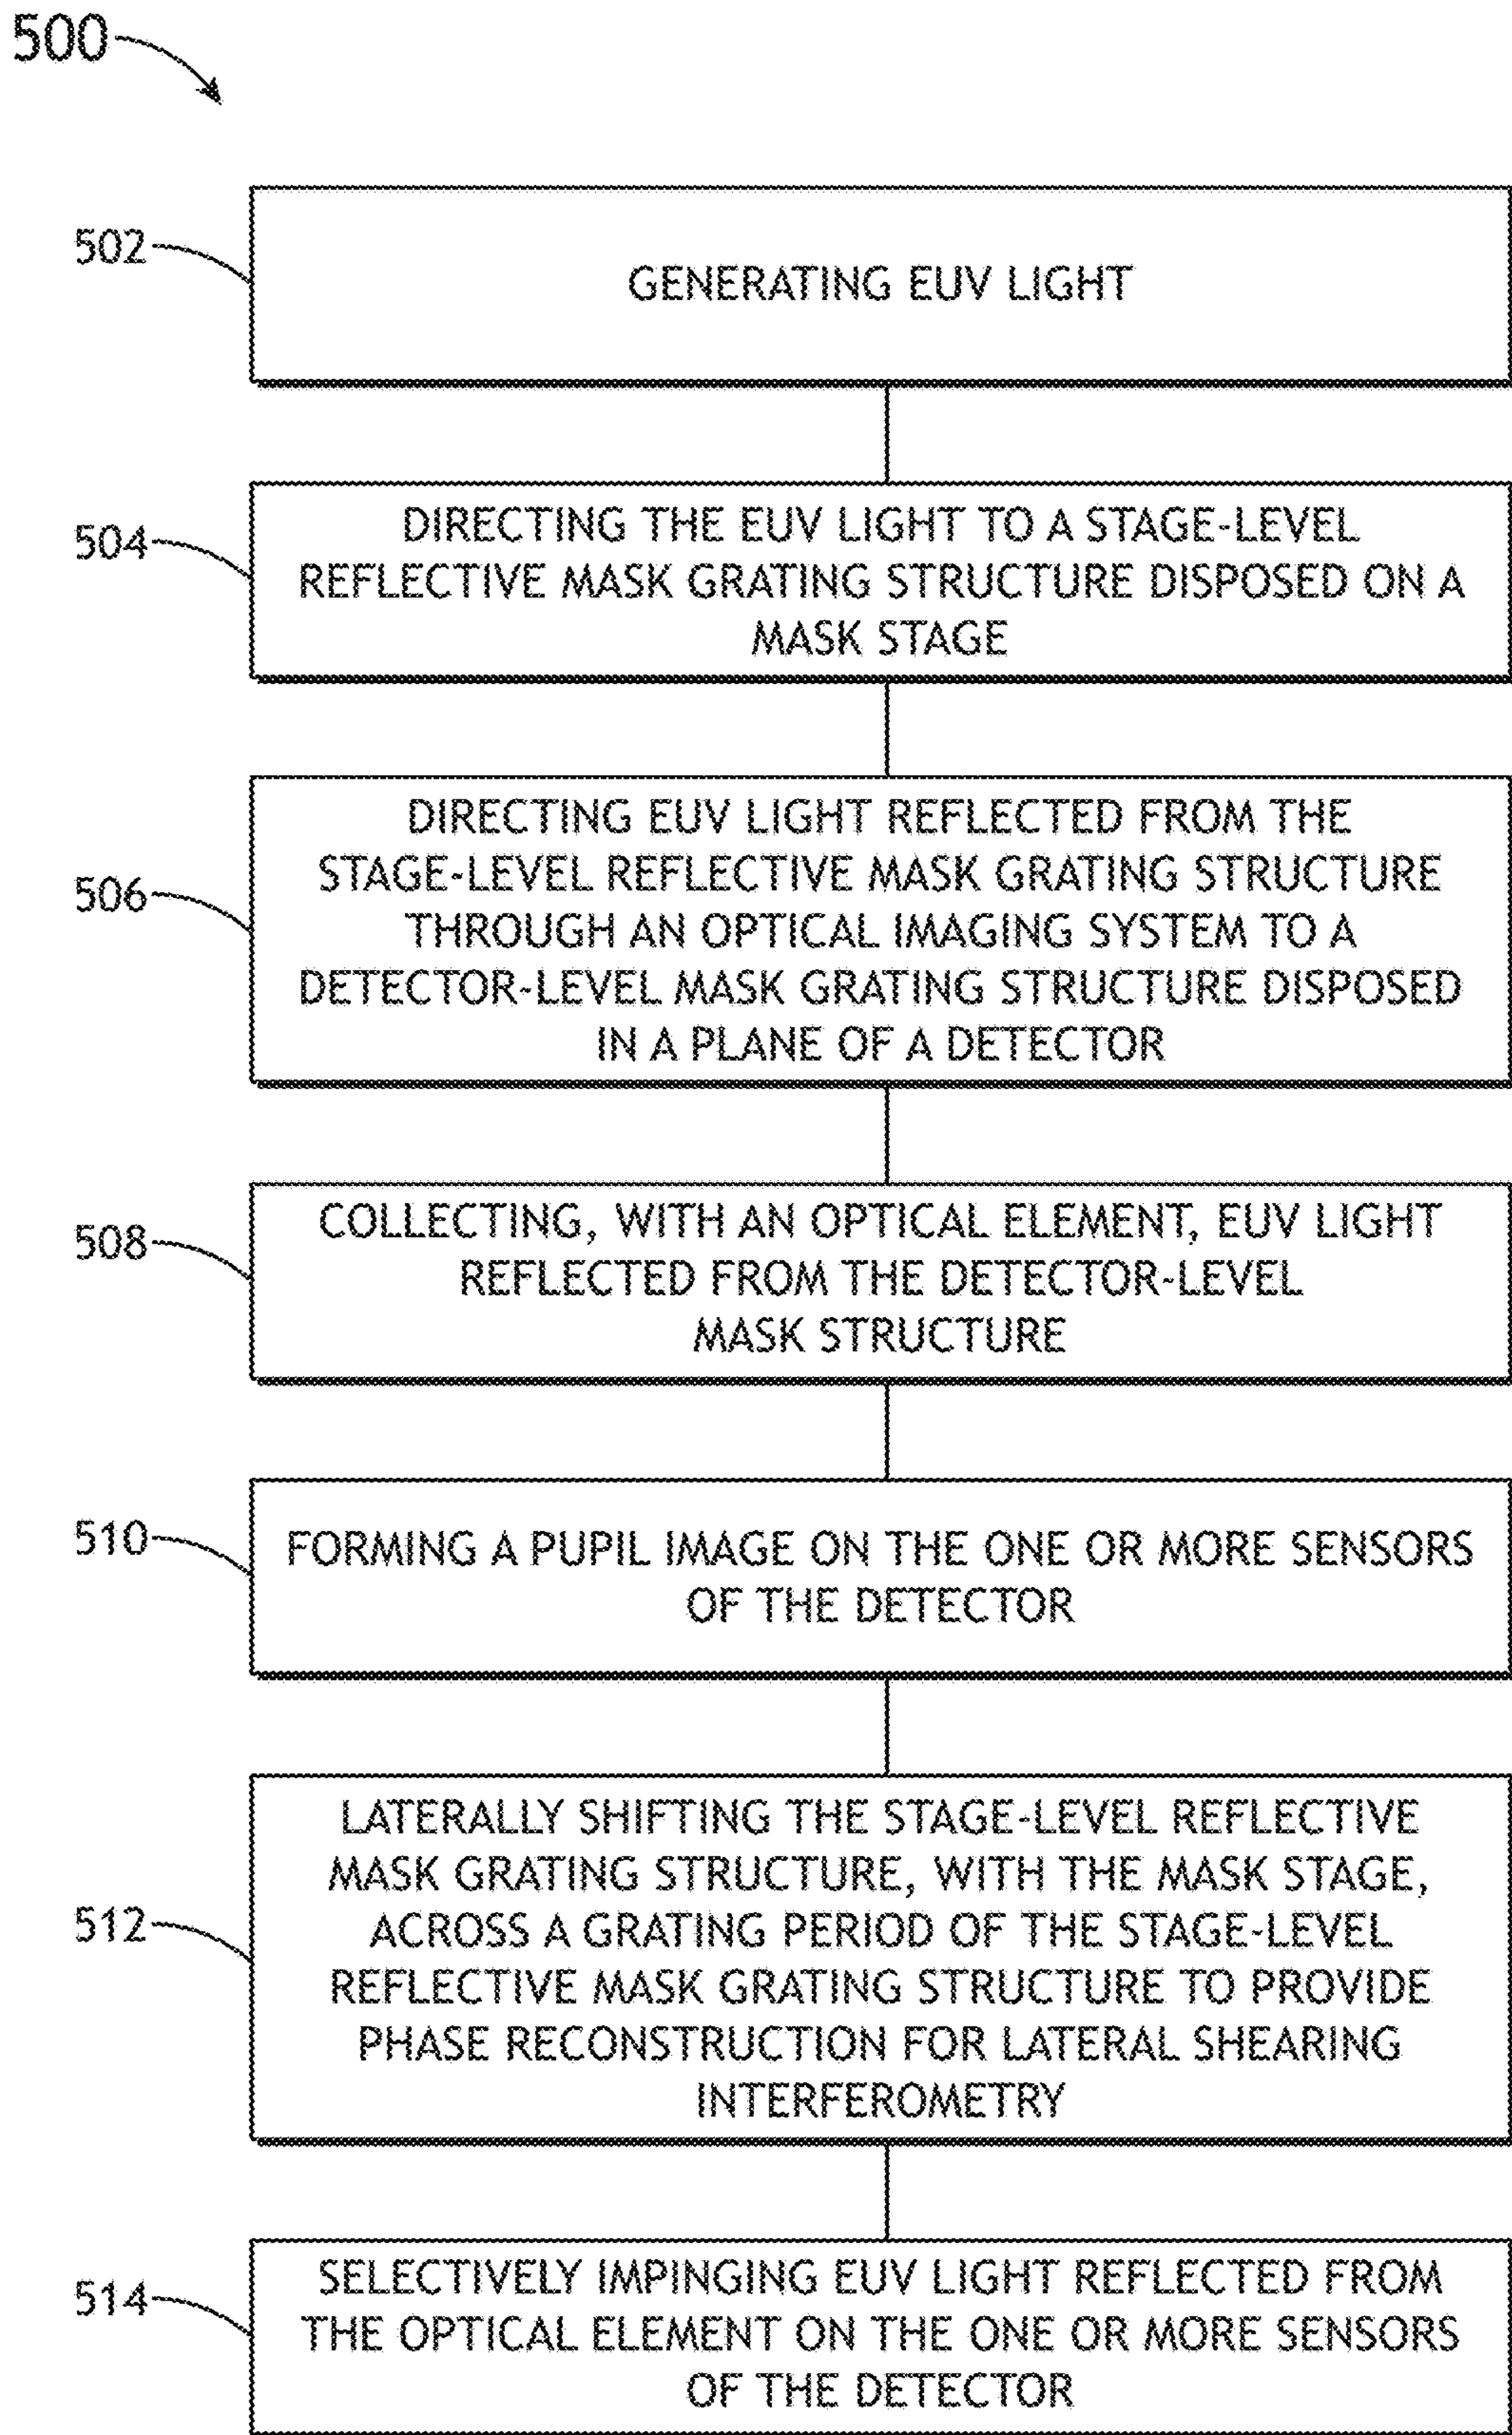 500
502
GENERATING EUV LIGHT
504
DIRECTING THE EUV LIGHT TO A STAGE-LEVEL
REFLECTIVE MASK GRATING STRUCTURE DISPOSED ON A
MASK STAGE
506
DIRECTING EUV LIGHT REFLECTED FROM THE
STAGE-LEVEL REFLECTIVE MASK GRATING STRUCTURE
THROUGH AN OPTICAL IMAGING SYSTEM TO A
DETECTOR-LEVEL MASK GRATING STRUCTURE DISPOSED
IN A PLANE OF A DETECTOR
508
COLLECTING, WITH AN OPTICAL ELEMENT, EUV LIGHT
REFLECTED FROM THE DETECTOR-LEVEL
MASK STRUCTURE
510
FORMING A PUPIL IMAGE ON THE ONE OR MORE SENSORS
OF THE DETECTOR
512
LATERALLY SHIFTING THE STAGE-LEVEL REFLECTIVE
MASK GRATING STRUCTURE, WITH THE MASK STAGE,
ACROSS A GRATING PERIOD OF THE STAGE-LEVEL
REFLECTIVE MASK GRATING STRUCTURE TO PROVIDE
PHASE RECONSTRUCTION FOR LATERAL SHEARING
INTERFEROMETRY
514
SELECTIVELY IMPINGING EUV LIGHT REFLECTED FROM
THE OPTICAL ELEMENT ON THE ONE OR MORE SENSORS
OF THE DETECTOR